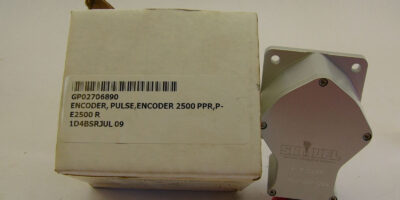 GP02706890
ENCODER, PULSE,ENCODER 2500 PPR,P-
E2500 R
1D4BSRJUL 09